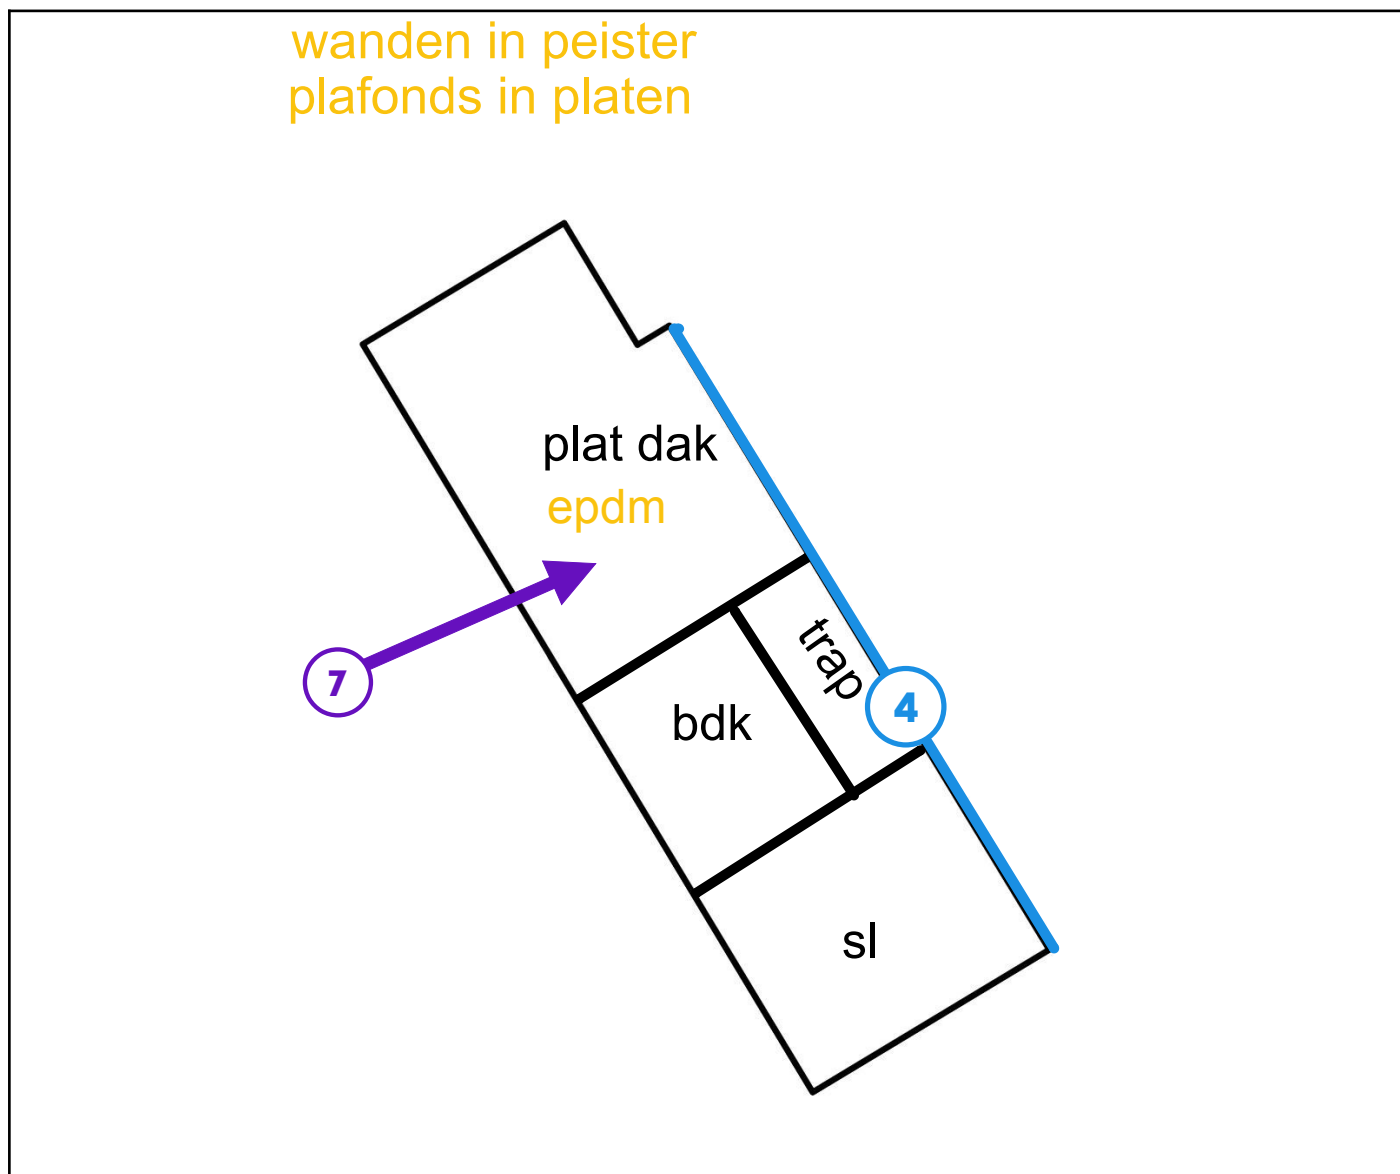 wanden in peister
plafonds in platen
plat dak
epdm
trap
7
4
bdk
sl